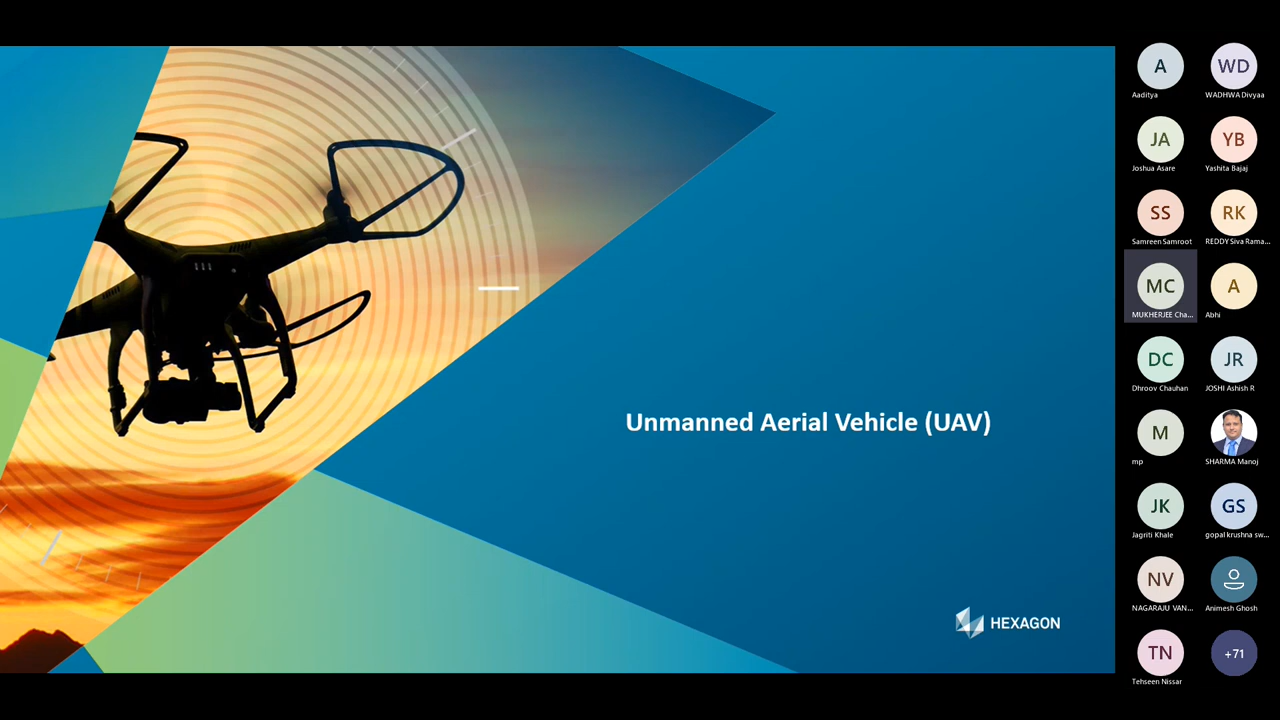 Unmanned Aerial Vehicle (UAV)
HEXAGON
A
Aaditya
WD
WADHWA Divyaa
JA
Joshua Asare
YB
Yashita Bajaj
SS
Samreen Samroot
RK
REDDY Siva Rama...
MC
MUKHERJEE Cha...
A
Abhi
DC
Dhroov Chauhan
JR
JOSHI Ashish R
M
mp
SHARMA Manoj
JK
Jagriti Khale
GS
gopal krushna sw...
NV
NAGARAJU VAN...
Animesh Ghosh
TN
Tehseen Nissar
+71